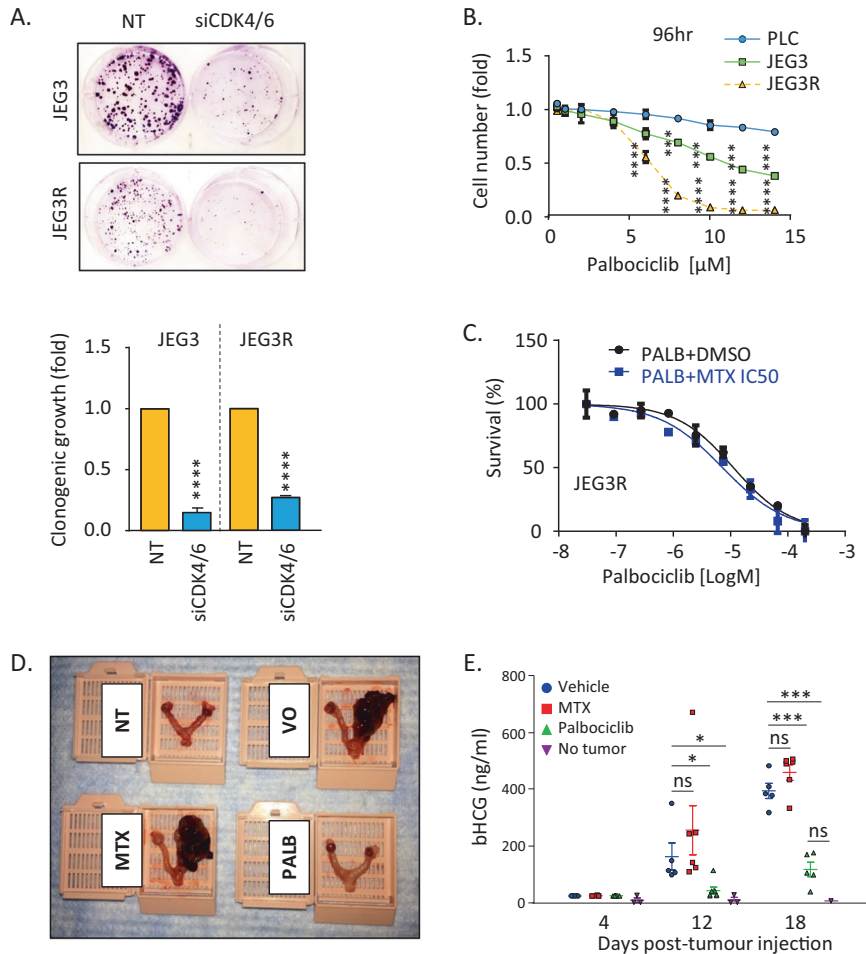 A.
NT siCDK4/6
JEG3
JEG3R
Clonogenic growth (fold)
1.5
1.0
0.5
0.0
JEG3 JEG3R
****
****
NT
siCDK4/6
NT
siCDK4/6
B.
96hr
PLC
JEG3
JEG3R
Cell number (fold)
1.5
1.0
0.5
0.0
****
***
****
****
****
****
****
****
****
0 5 10 15
Palbociclib [µM]
C.
PALB+DMSO
PALB+MTX IC50
Survival (%)
150
100
50
0
JEG3R
-8 -7 -6 -5 -4 -3
Palbociclib [LogM]
D.
NT
VO
MTX
PALB
E.
Vehicle
MTX
Palbociclib
No tumor
bHCG (ng/ml)
800
600
400
200
0
*
*
ns
***
***
ns
ns
4 12 18
Days post-tumour injection